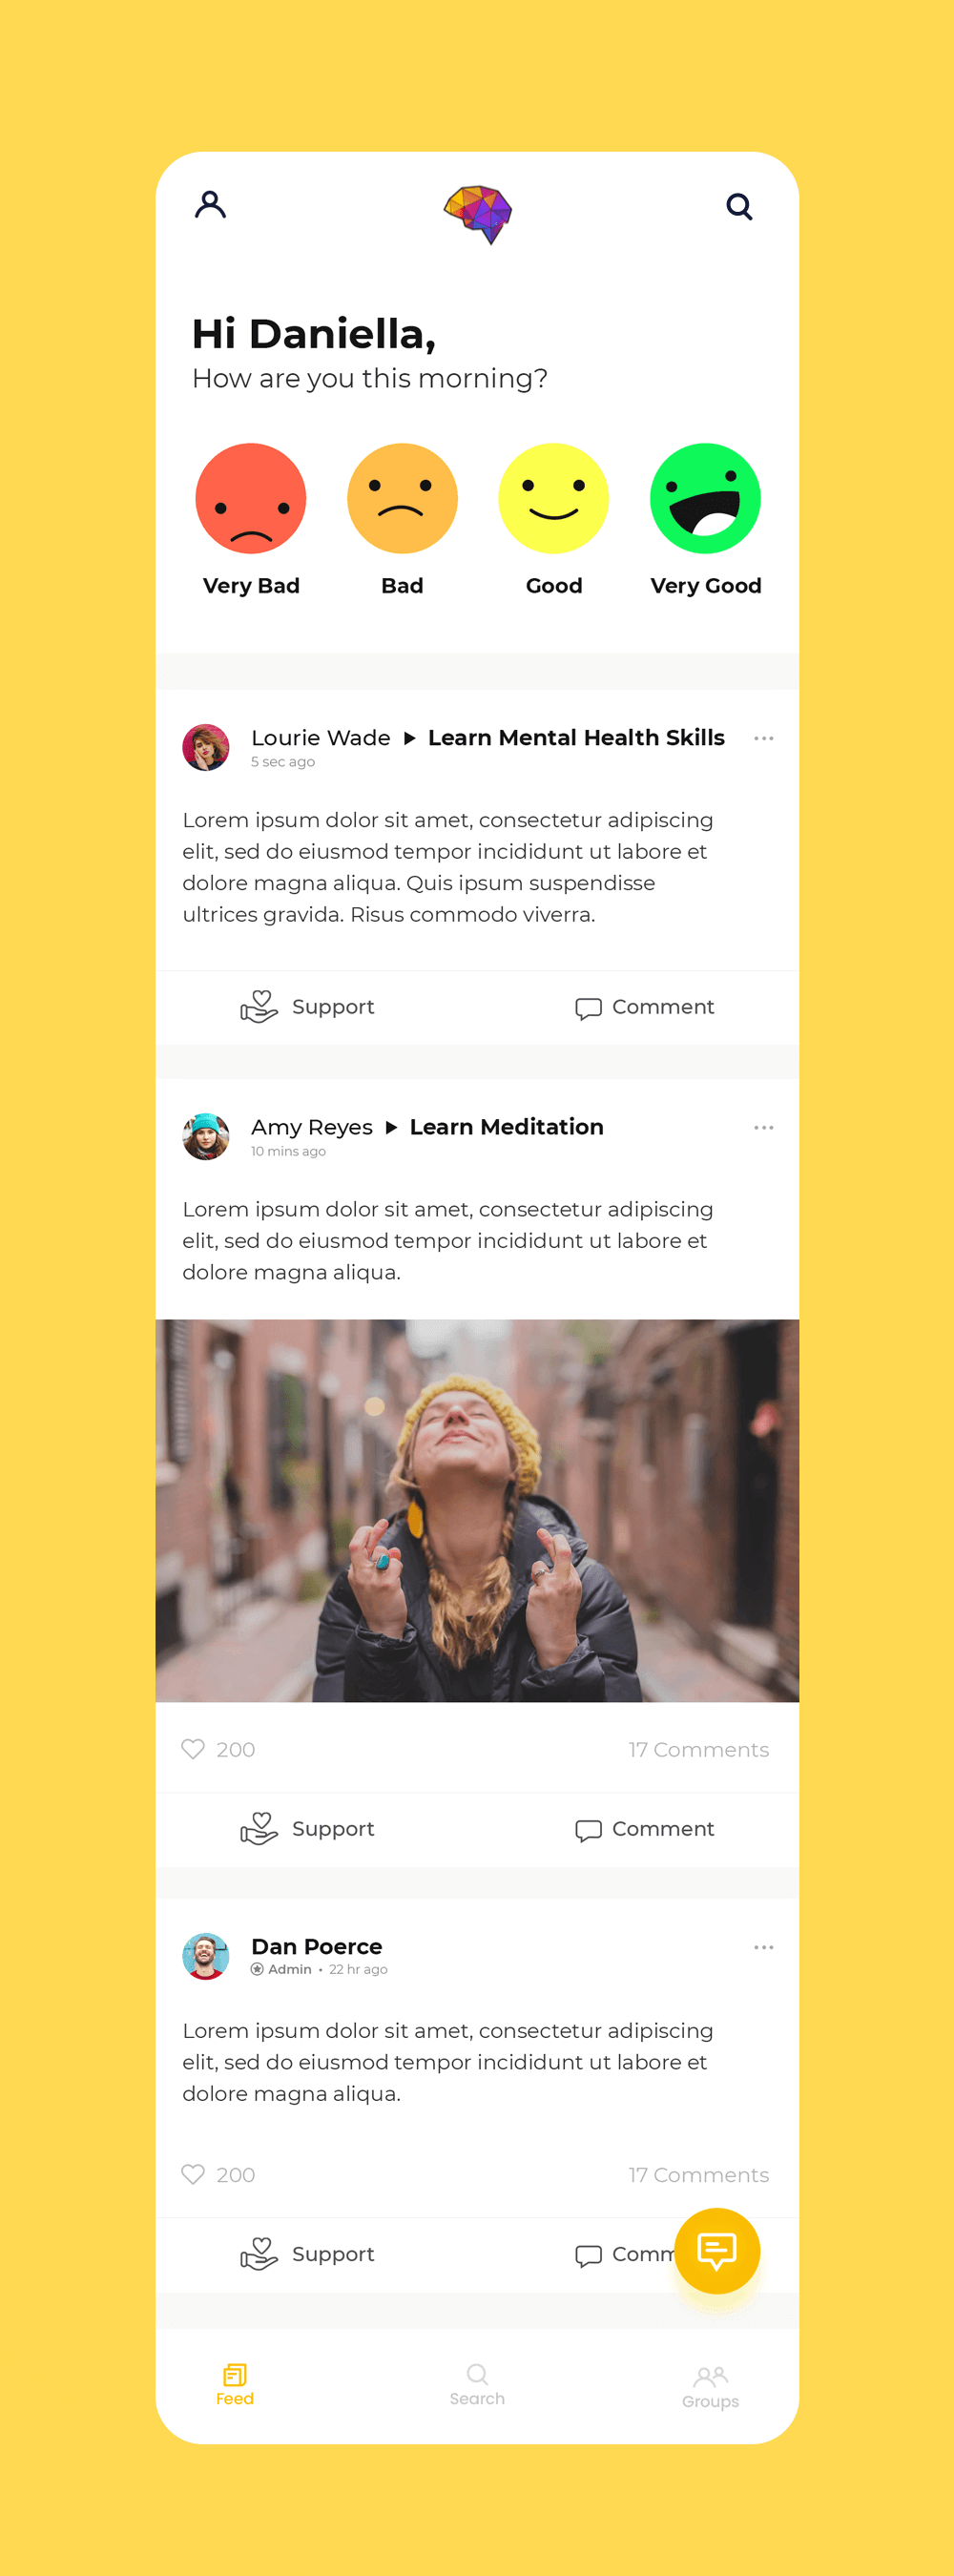 Hi Daniella,
How are you this morning?
Very Bad
Bad
Good
Very Good
Lourie Wade ▶ Learn Mental Health Skills
5 sec ago
Lorem ipsum dolor sit amet, consectetur adipiscing
elit, sed do eiusmod tempor incididunt ut labore et
dolore magna aliqua. Quis ipsum suspendisse
ultrices gravida. Risus commodo viverra.
Support
Comment
Amy Reyes ▶ Learn Meditation
10 mins ago
Lorem ipsum dolor sit amet, consectetur adipiscing
elit, sed do eiusmod tempor incididunt ut labore et
dolore magna aliqua.
200
17 Comments
Support
Comment
Dan Poerce
Admin • 22 hr ago
Lorem ipsum dolor sit amet, consectetur adipiscing
elit, sed do eiusmod tempor incididunt ut labore et
dolore magna aliqua.
200
17 Comments
Support
Comm
Feed
Search
Groups